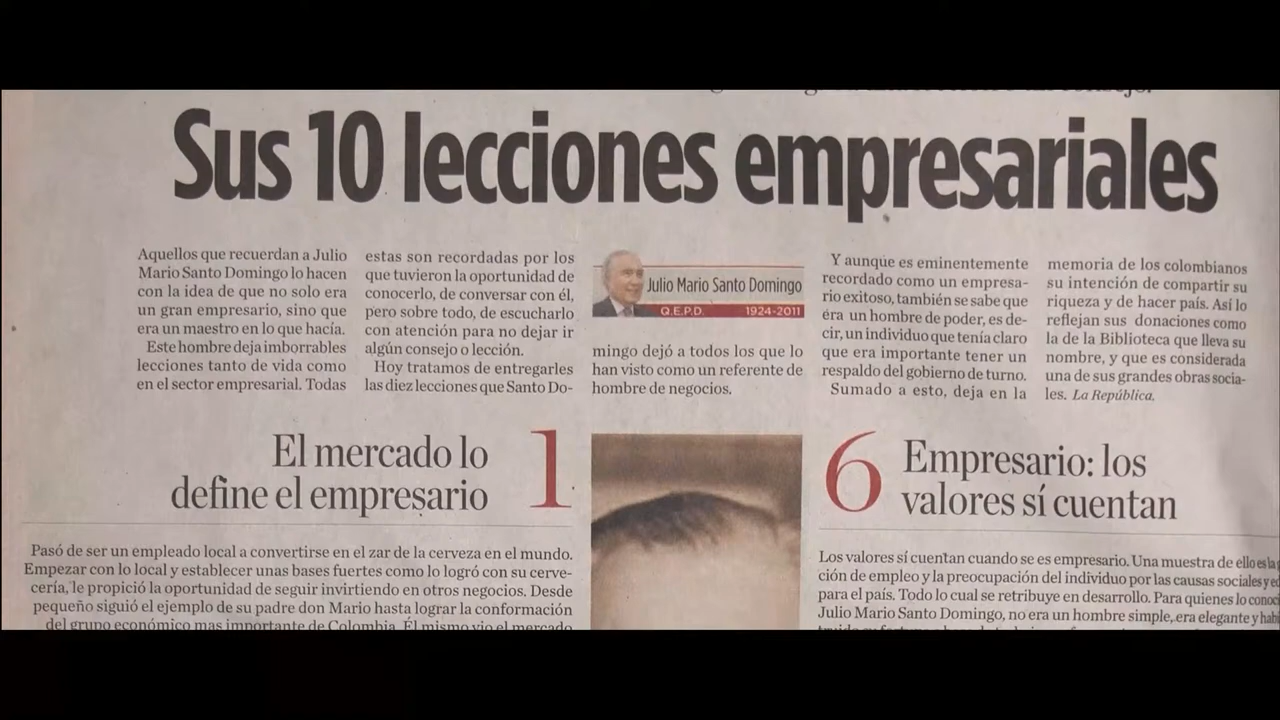 Sus 10 lecciones empresariales
Aquellos que recuerdan a Julio
Mario Santo Domingo lo hacen
con la idea de que no solo era
un gran empresario, sino que
era un maestro en lo que hacía.
Este hombre deja imborrables
lecciones tanto de vida como
en el sector empresarial. Todas
estas son recordadas por los
que tuvieron la oportunidad de
conocerlo, de conversar con él,
pero sobre todo, de escucharlo
con atención para no dejar ir
algún consejo o lección.
Hoy tratamos de entregarles
las diez lecciones que Santo Do-
Julio Mario Santo Domingo
Q.E.P.D. 1924-2011
mingo dejó a todos los que lo
han visto como un referente de
hombre de negocios.
Y aunque es eminentemente
recordado como un empresa-
rio exitoso, también se sabe que
éra un hombre de poder, es de-
cir, un individuo que tenía claro
que era importante tener un
respaldo del gobierno de turno.
Sumado a esto, deja en la
memoria de los colombianos
su intención de compartir su
riqueza y de hacer país. Así lo
reflejan sus donaciones como
la de la Biblioteca que lleva su
nombre, y que es considerada
una de sus grandes obras socia-
les. La República.
El mercado lo
define el empresario
1
Pasó de ser un empleado local a convertirse en el zar de la cerveza en el mundo.
Empezar con lo local y establecer unas bases fuertes como lo logró con su cerve-
cería, le propició la oportunidad de seguir invirtiendo en otros negocios. Desde
pequeño siguió el ejemplo de su padre don Mario hasta lograr la conformación
del grupo económico mas importante de Colombia. Él mismo vio el mercado
6
Empresario: los
valores sí cuentan
Los valores sí cuentan cuando se es empresario. Una muestra de ello es la
ción de empleo y la preocupación del individuo por las causas sociales y
para el país. Todo lo cual se retribuye en desarrollo. Para quienes lo
Julio Mario Santo Domingo, no era un hombre simple, era elegante y